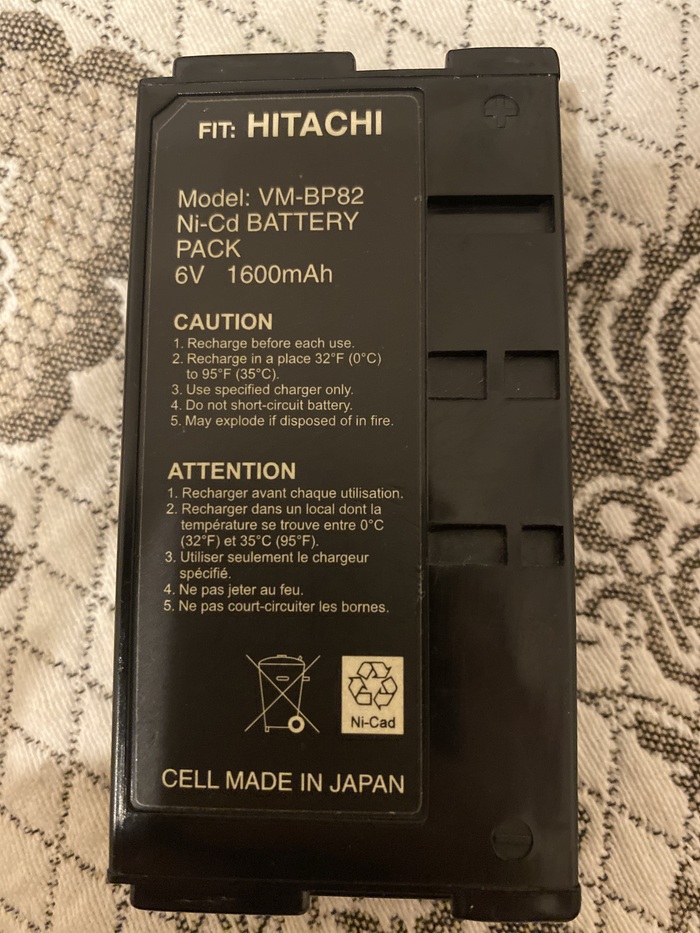 FIT: HITACHI
Model: VM-BP82
Ni-Cd BATTERY
PACK
6V 1600mAh
CAUTION
1. Recharge before each use.
2. Recharge in a place 32°F (0°C)
to 95°F (35°C).
3. Use specified charger only.
4. Do not short-circuit battery.
5. May explode if disposed of in fire.
ATTENTION
1. Recharger avant chaque utilisation.
2. Recharger dans un local dont la
température se trouve entre 0°C
(32°F) et 35°C (95°F).
3. Utiliser seulement le chargeur
spécifié.
4. Ne pas jeter au feu.
5. Ne pas court-circuiter les bornes.
Ni-Cad
CELL MADE IN JAPAN